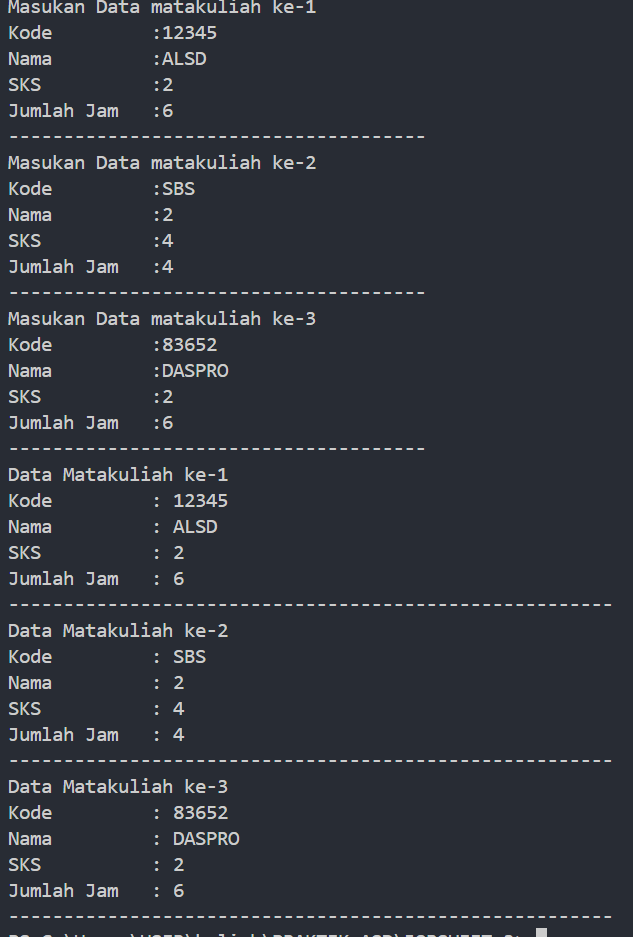 Masukan Data matakuliah ke-1
Kode         :12345
Nama         :ALSD
SKS          :2
Jumlah Jam   :6
--------------------------------------
Masukan Data matakuliah ke-2
Kode         :SBS
Nama         :2
SKS          :4
Jumlah Jam   :4
--------------------------------------
Masukan Data matakuliah ke-3
Kode         :83652
Nama         :DASPRO
SKS          :2
Jumlah Jam   :6
--------------------------------------
Data Matakuliah ke-1
Kode         : 12345
Nama         : ALSD
SKS          : 2
Jumlah Jam   : 6
-------------------------------------------------------
Data Matakuliah ke-2
Kode         : SBS
Nama         : 2
SKS          : 4
Jumlah Jam   : 4
-------------------------------------------------------
Data Matakuliah ke-3
Kode         : 83652
Nama         : DASPRO
SKS          : 2
Jumlah Jam   : 6
-------------------------------------------------------